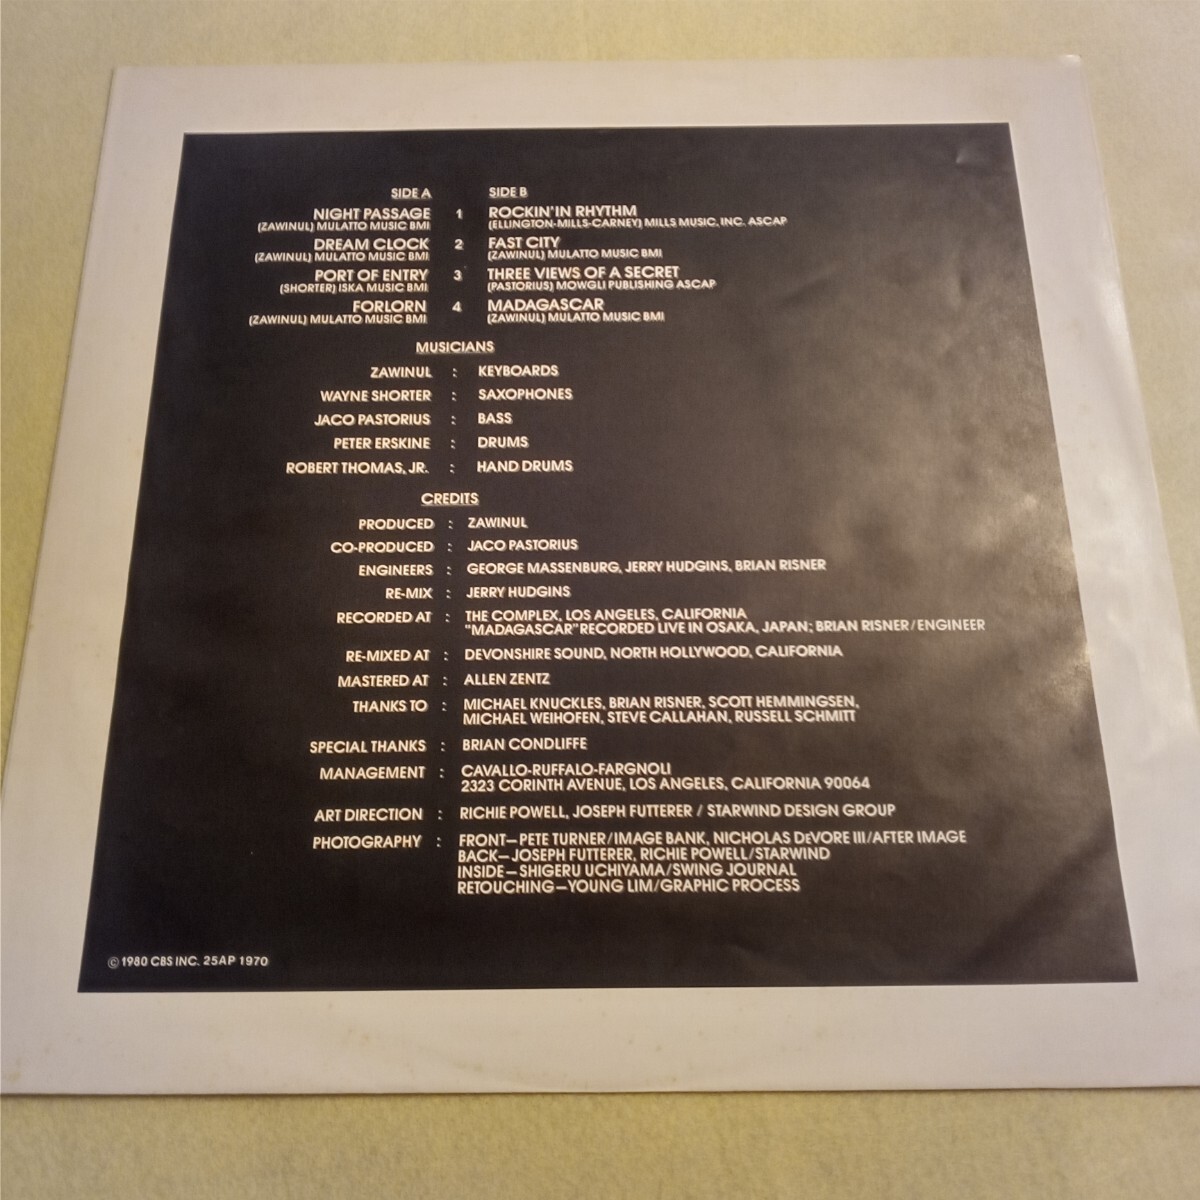 SIDE A SIDE B
NIGHT PASSAGE 1 ROCKIN' IN RHYTHM
(ZAWINUL) MULATTO MUSIC BMI (ELLINGTON-MILLS-CARNEY) MILLS MUSIC, INC. ASCAP
DREAM CLOCK 2 FAST CITY
(ZAWINUL) MULATTO MUSIC BMI (ZAWINUL) MULATTO MUSIC BMI
PORT OF ENTRY 3 THREE VIEWS OF A SECRET
(SHORTER) ISKA MUSIC BMI (PASTORIUS) MOWGLI PUBLISHING ASCAP
FORLORN 4 MADAGASCAR
(ZAWINUL) MULATTO MUSIC BMI (ZAWINUL) MULATTO MUSIC BMI
MUSICIANS
ZAWINUL : KEYBOARDS
WAYNE SHORTER : SAXOPHONES
JACO PASTORIUS : BASS
PETER ERSKINE : DRUMS
ROBERT THOMAS, JR. : HAND DRUMS
CREDITS
PRODUCED : ZAWINUL
CO-PRODUCED : JACO PASTORIUS
ENGINEERS : GEORGE MASSENBURG, JERRY HUDGINS, BRIAN RISNER
RE-MIX : JERRY HUDGINS
RECORDED AT : THE COMPLEX, LOS ANGELES, CALIFORNIA
"MADAGASCAR" RECORDED LIVE IN OSAKA, JAPAN; BRIAN RISNER/ENGINEER
RE-MIXED AT : DEVONSHIRE SOUND, NORTH HOLLYWOOD, CALIFORNIA
MASTERED AT : ALLEN ZENTZ
THANKS TO : MICHAEL KNUCKLES, BRIAN RISNER, SCOTT HEMMINGSEN,
MICHAEL WEIHOFEN, STEVE CALLAHAN, RUSSELL SCHMITT
SPECIAL THANKS : BRIAN CONDLIFFE
MANAGEMENT : CAVALLO-RUFFALO-FARGNOLI
2323 CORINTH AVENUE, LOS ANGELES, CALIFORNIA 90064
ART DIRECTION : RICHIE POWELL, JOSEPH FUTTERER / STARWIND DESIGN GROUP
PHOTOGRAPHY : FRONT—PETE TURNER/IMAGE BANK, NICHOLAS DeVORE III/AFTER IMAGE
BACK—JOSEPH FUTTERER, RICHIE POWELL/STARWIND
INSIDE—SHIGERU UCHIYAMA/SWING JOURNAL
RETOUCHING—YOUNG LIM/GRAPHIC PROCESS
© 1980 CBS INC. 25AP 1970